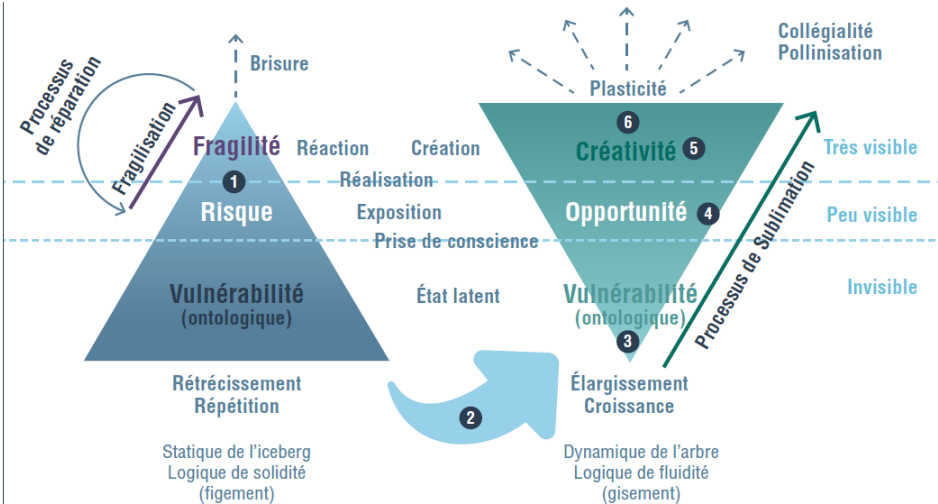 Collégialité
Pollinisation
Brisure
Plasticité
Processus
de réparation
Fragilisation
6
Fragilité
Réaction
Création
Créativité
5
Très visible
1
Réalisation
Risque
Exposition
Opportunité
4
Peu visible
Prise de conscience
Processus de Sublimation
Vulnérabilité
(ontologique)
État latent
Vulnérabilité
(ontologique)
Invisible
3
Rétrécissement
Répétition
2
Élargissement
Croissance
Statique de l'iceberg
Logique de solidité
(figement)
Dynamique de l'arbre
Logique de fluidité
(gisement)